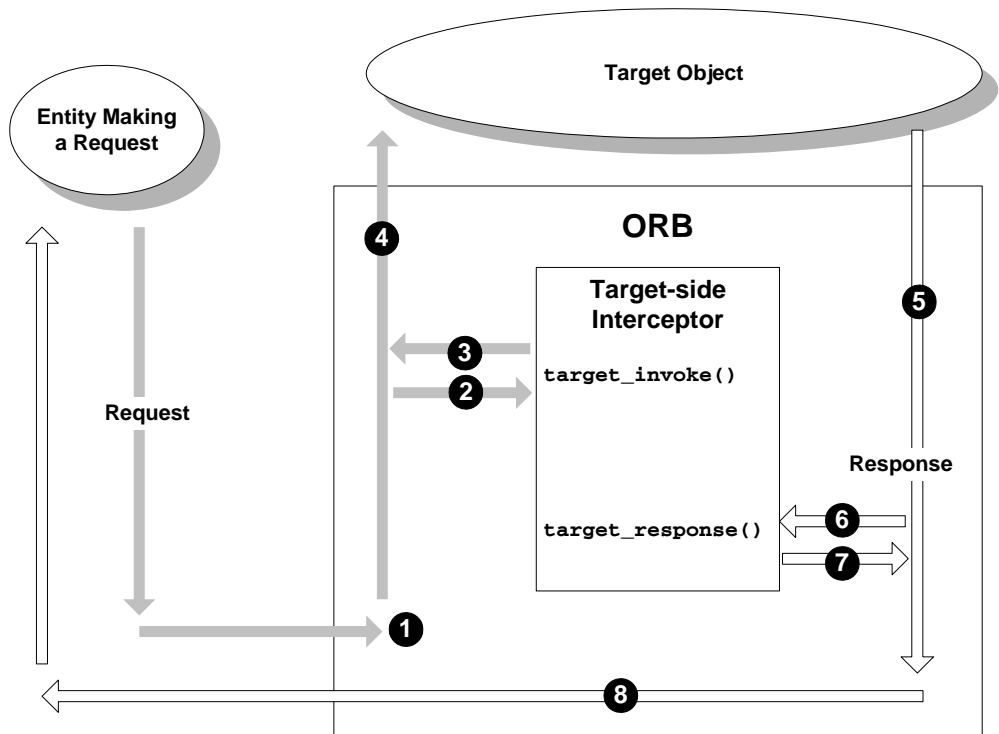 Target Object
Entity Making
a Request
ORB
4
5
Target-side
Interceptor
3
target_invoke()
2
Request
Response
6
target_response()
7
1
8